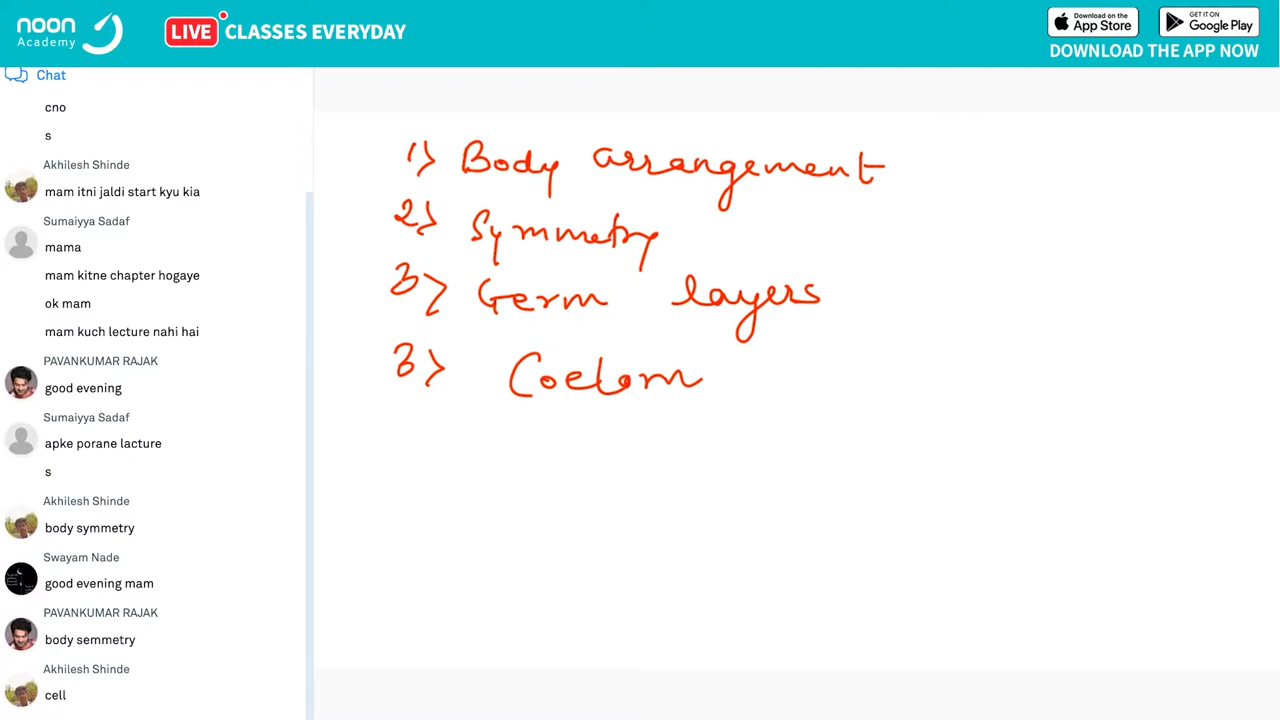 noon
Academy
LIVE CLASSES EVERYDAY
Download on the
App Store
GET IT ON
Google Play
DOWNLOAD THE APP NOW
Chat
cno
s
Akhilesh Shinde
mam itni jaldi start kyu kia
Sumaiyya Sadaf
mama
mam kitne chapter hogaye
ok mam
mam kuch lecture nahi hai
PAVANKUMAR RAJAK
good evening
Sumaiyya Sadaf
apke porane lacture
s
Akhilesh Shinde
body symmetry
Swayam Nade
good evening mam
PAVANKUMAR RAJAK
body semmetry
Akhilesh Shinde
cell
1) Body arrangement
2) Symmetry
3) Germ layers
3) Coelom